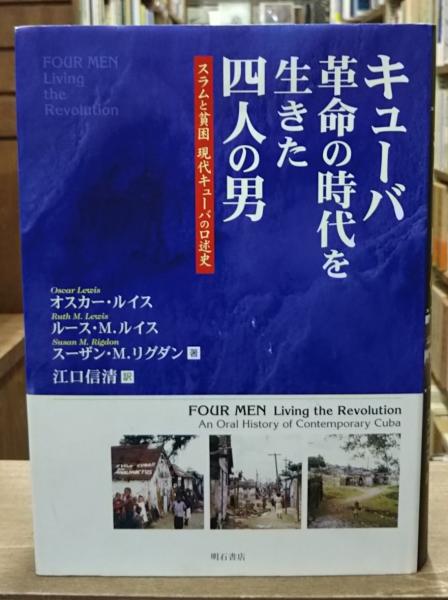 FOUR MEN
Living
the
Revolution
キューバ
革命の時代を
生きた
四人の男
スラムと貧困 現代キューバの口述史
Oscar Lewis
オスカー・ルイス
Ruth M. Lewis
ルース・M.ルイス
Susan M. Rigdon
スーザン・M.リグダン 著
江口信清 訳
FOUR MEN Living the Revolution
An Oral History of Contemporary Cuba
明石書店